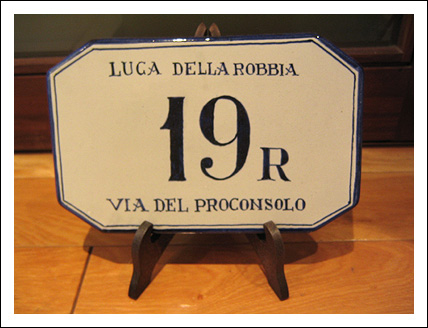 LUCA DELLA ROBBIA
19R
VIA DEL PROCONSOLO